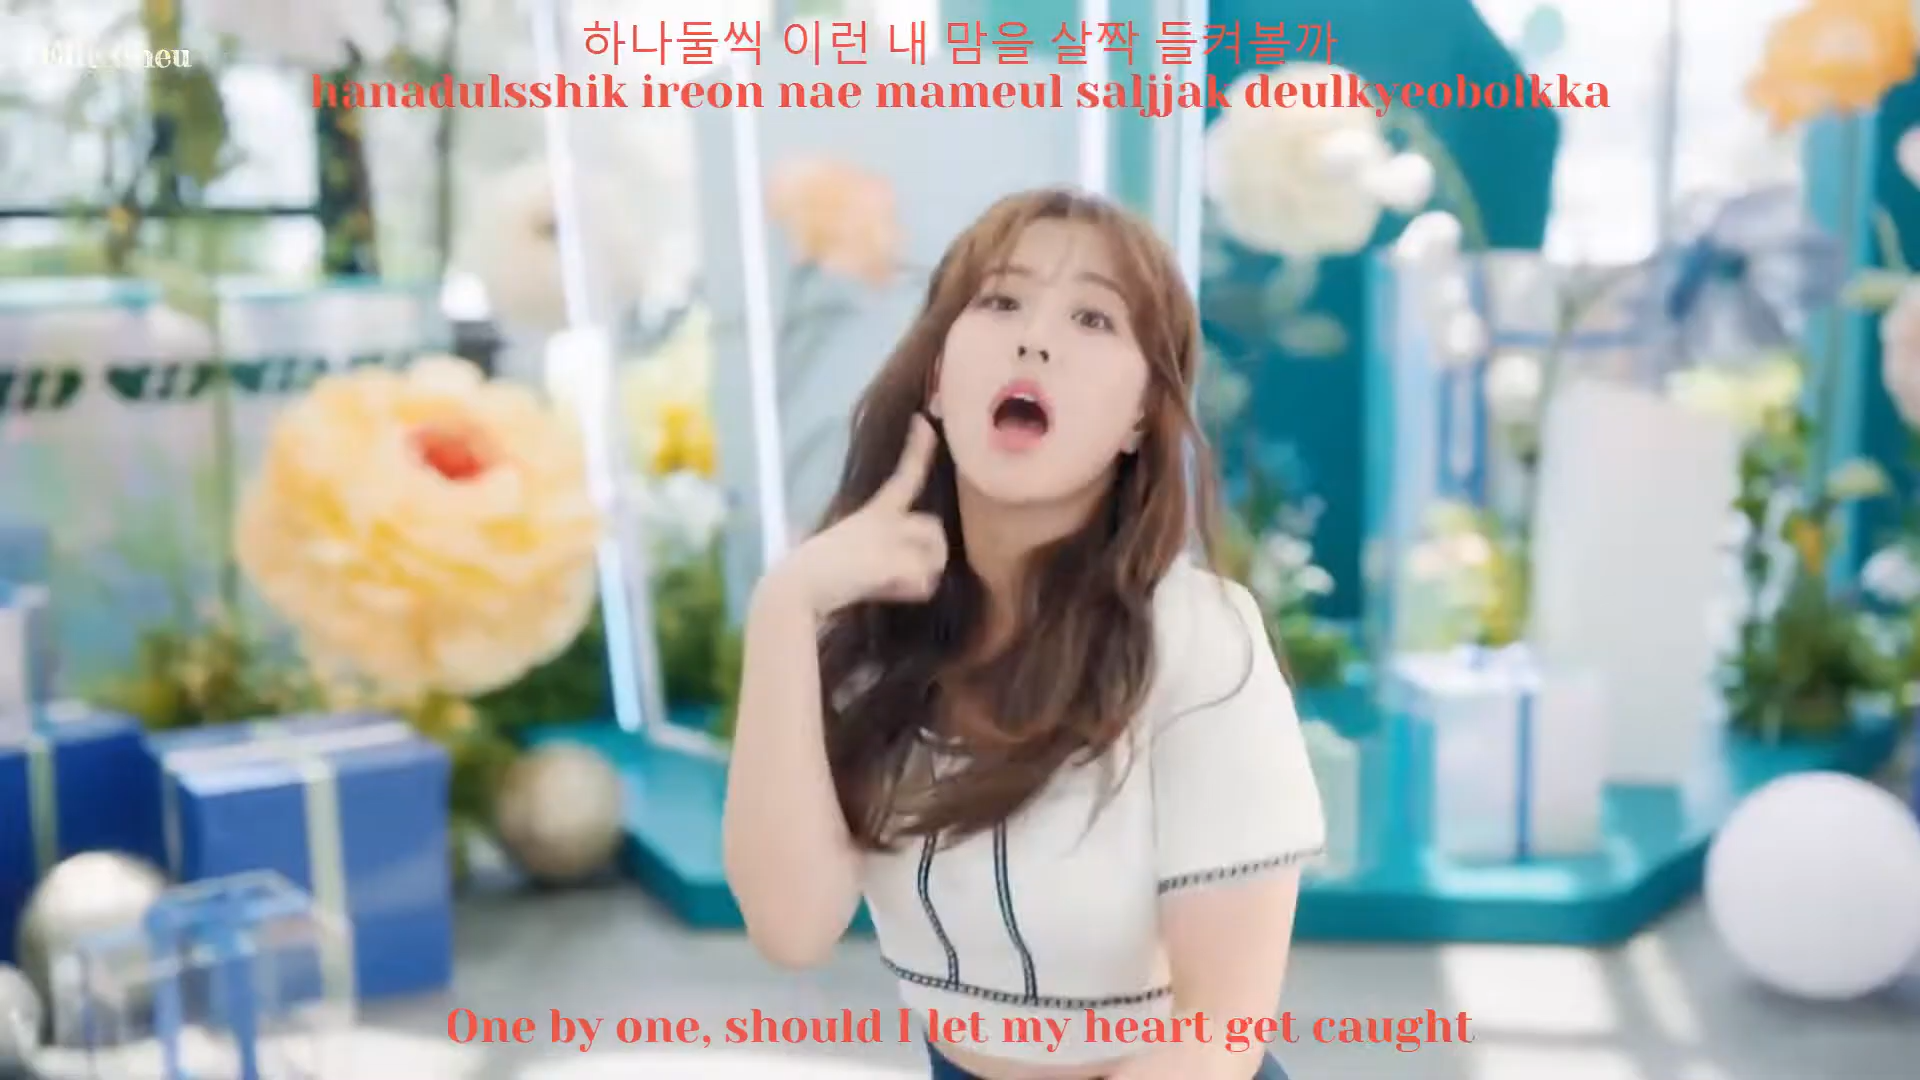 하나둘씩 이런 내 맘을 살짝 들켜볼까
hanadulsshik ireon nae mameul saljjak deulkyeobolkka
One by one, should I let my heart get caught